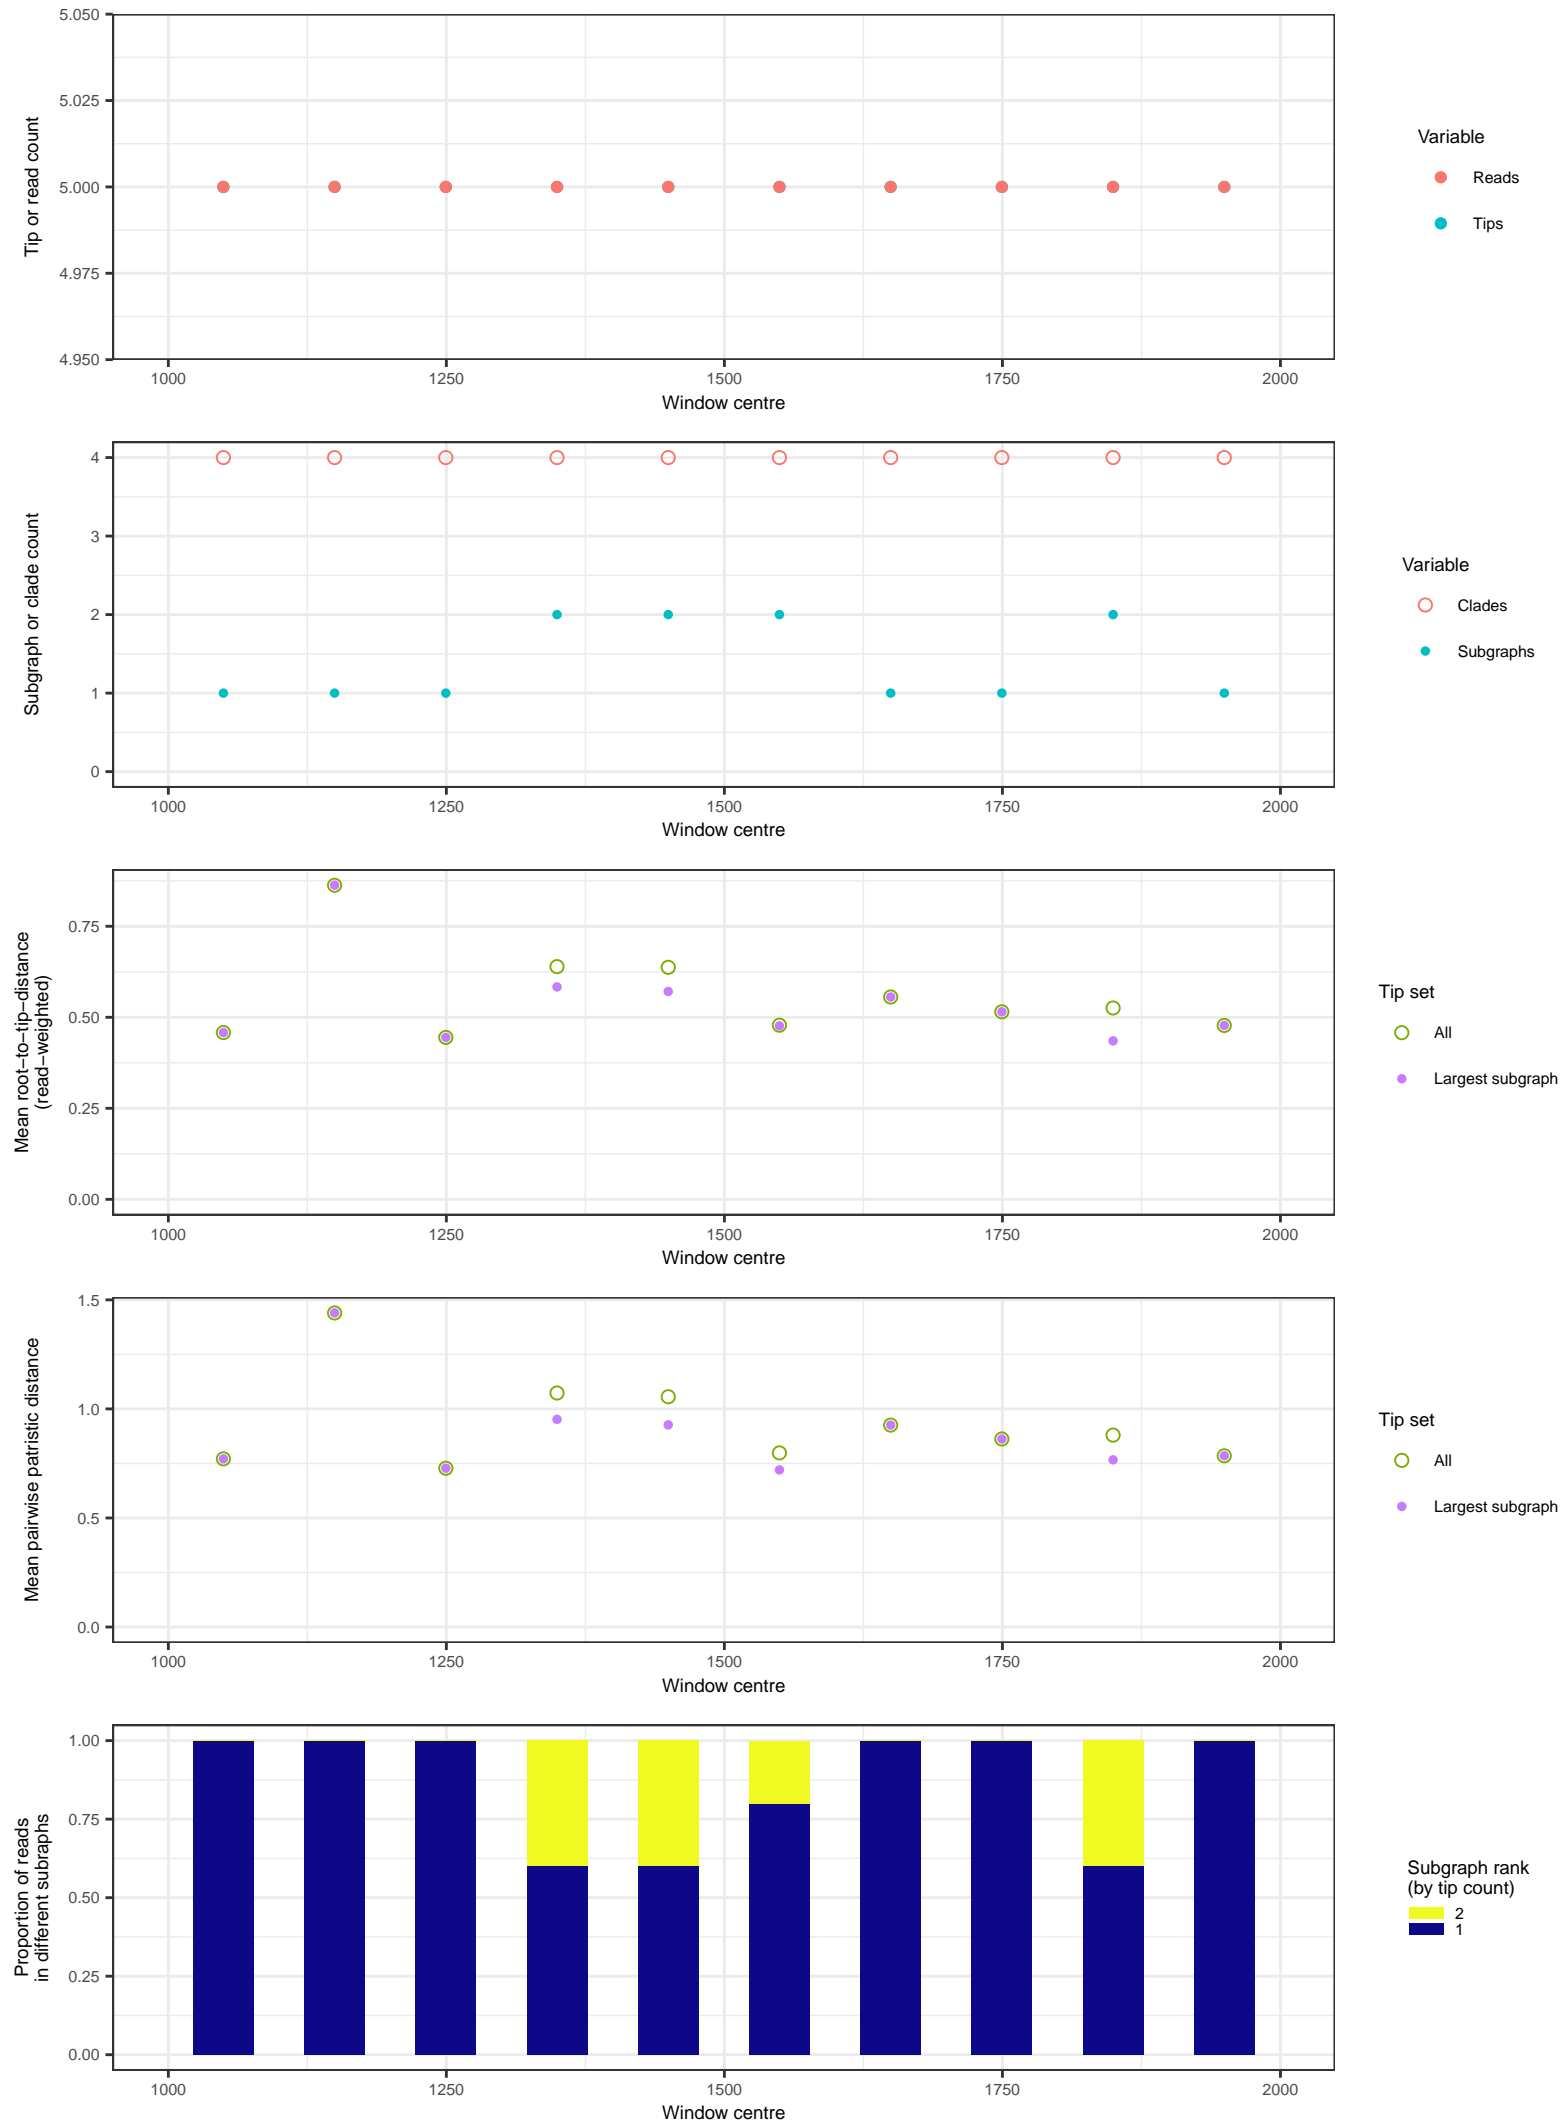 5.050
5.025
5.000
4.975
4.950
Tip or read count
1000 1250 1500 1750 2000
Window centre
Variable
Reads
Tips
4
3
2
1
0
Subgraph or clade count
1000 1250 1500 1750 2000
Window centre
Variable
Clades
Subgraphs
0.75
0.50
0.25
0.00
Mean root−to−tip−distance
(read−weighted)
1000 1250 1500 1750 2000
Window centre
Tip set
All
Largest subgraph
1.5
1.0
0.5
0.0
Mean pairwise patristic distance
1000 1250 1500 1750 2000
Window centre
Tip set
All
Largest subgraph
1.00
0.75
0.50
0.25
0.00
Proportion of reads
in different subraphs
1000 1250 1500 1750 2000
Window centre
Subgraph rank
(by tip count)
2
1